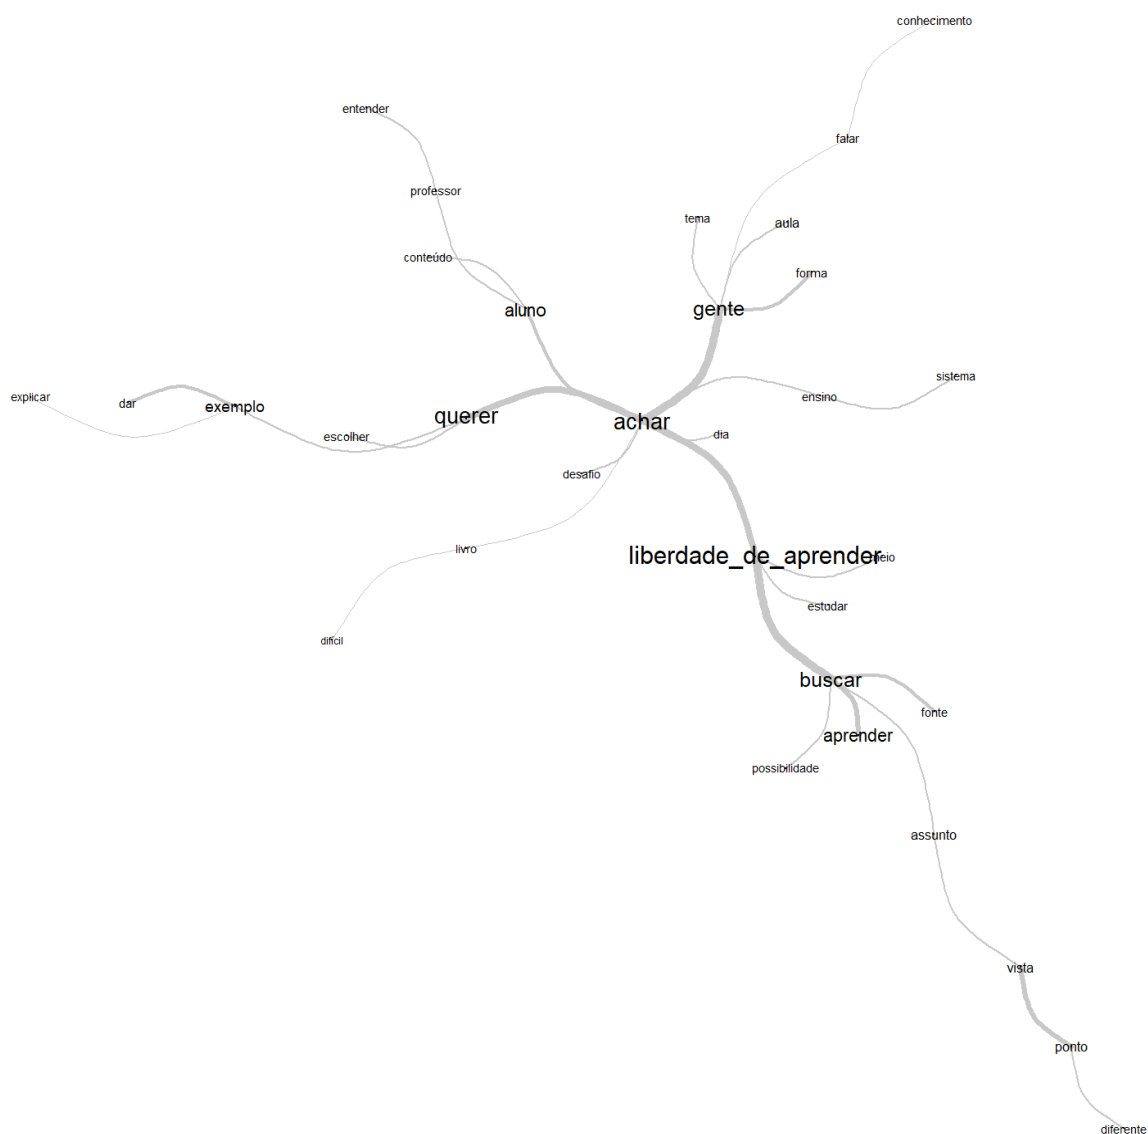 conhecimento
entender
falar
professor
tema
aula
conteúdo
forma
aluno
gente
sistema
explicar
dar
exemplo
ensino
querer
achar
escolher
dia
desafio
livro
liberdade_de_aprender
meio
estudar
difícil
buscar
fonte
aprender
possibilidade
assunto
vista
ponto
diferente